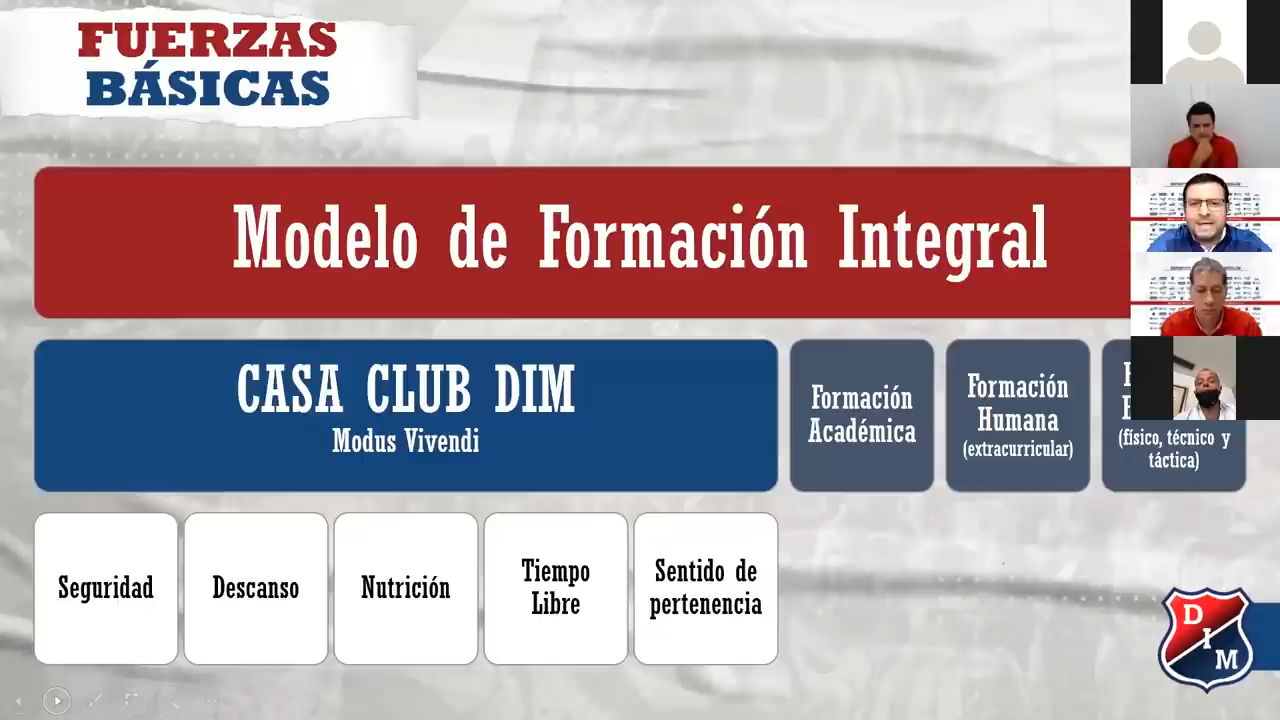 FUERZAS
BÁSICAS
Modelo de Formación Integral
CASA CLUB DIM
Modus Vivendi
Formación
Académica
Formación
Humana
(extracurricular)
(físico, técnico y
táctica)
Seguridad
Descanso
Nutrición
Tiempo
Libre
Sentido de
pertenencia
D
I
M